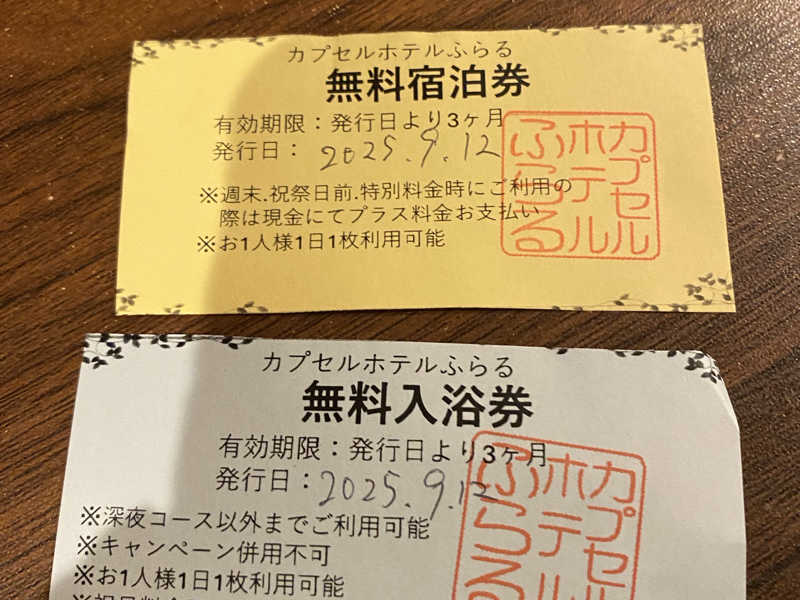 カプセルホテルふらる
無料宿泊券
有効期限：発行日より3ヶ月
発行日： 2025.9.12
※週末.祝祭日前.特別料金時にご利用の
際は現金にてプラス料金お支払い
※お1人様1日1枚利用可能
カプセル
ホテル
ふらる
カプセルホテルふらる
無料入浴券
有効期限：発行日より3ヶ月
発行日：2025.9.12
※深夜コース以外までご利用可能
※キャンペーン併用不可
※お1人様1日1枚利用可能
カプセル
ホテル
ふらる